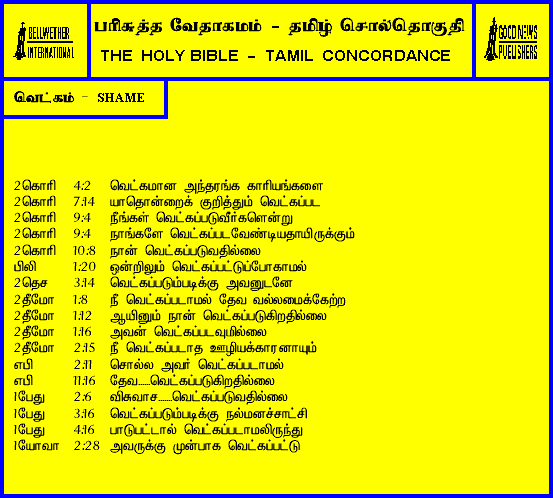 BELLWETHER
INTERNATIONAL
பரிசுத்த வேதாகமம் - தமிழ் சொல்தொகுதி
THE HOLY BIBLE - TAMIL CONCORDANCE
GOOD NEWS
PUBLISHERS
வெட்கம் - SHAME
2கொரி 4:2 வெட்கமான அந்தரங்க காரியங்களை
2கொரி 7:14 யாதொன்றைக் குறித்தும் வெட்கப்பட
2கொரி 9:4 நீங்கள் வெட்கப்படுவீர்களென்று
2கொரி 9:4 நாங்களே வெட்கப்படவேண்டியதாயிருக்கும்
2கொரி 10:8 நான் வெட்கப்படுவதில்லை
பிலி 1:20 ஒன்றிலும் வெட்கப்பட்டுப்போகாமல்
2தெச 3:14 வெட்கப்படும்படிக்கு அவனுடனே
2தீமோ 1:8 நீ வெட்கப்படாமல் தேவ வல்லமைக்கேற்ற
2தீமோ 1:12 ஆயினும் நான் வெட்கப்படுகிறதில்லை
2தீமோ 1:16 அவன் வெட்கப்படவுமில்லை
2தீமோ 2:15 நீ வெட்கப்படாத ஊழியக்காரனாயும்
எபி 2:11 சொல்ல அவர் வெட்கப்படாமல்
எபி 11:16 தேவ.....வெட்கப்படுகிறதில்லை
1பேது 2:6 விசுவாச......வெட்கப்படுவதில்லை
1பேது 3:16 வெட்கப்படும்படிக்கு நல்மனச்சாட்சி
1பேது 4:16 பாடுபட்டால் வெட்கப்படாமலிருந்து
1யோவா 2:28 அவருக்கு முன்பாக வெட்கப்பட்டு